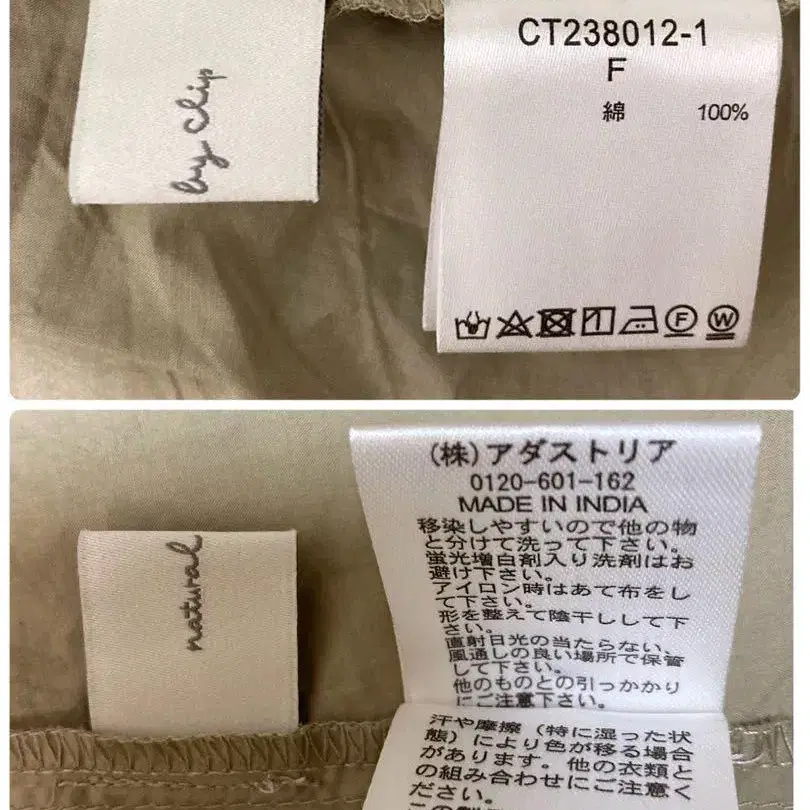 by Chip
CT238012-1
F
綿 100%
F
W
(株)アダストリア
0120-601-162
MADE IN INDIA
移染しやすいので他の物
と分けて洗って下さい。
蛍光増白剤入り洗剤はお
避け下さい。
アイロン時はあて布をし
て下さい。
形を整えて陰干しして下
さい。
直射日光の当たらない、
風通しの良い場所で保管
して下さい。
他のものとの引っかかり
にご注意下さい。
natural
汗や摩擦(特に湿った状
態)により色が移る場合
があります。他の衣類と
の組み合わせにご注意く
ださい。
この製